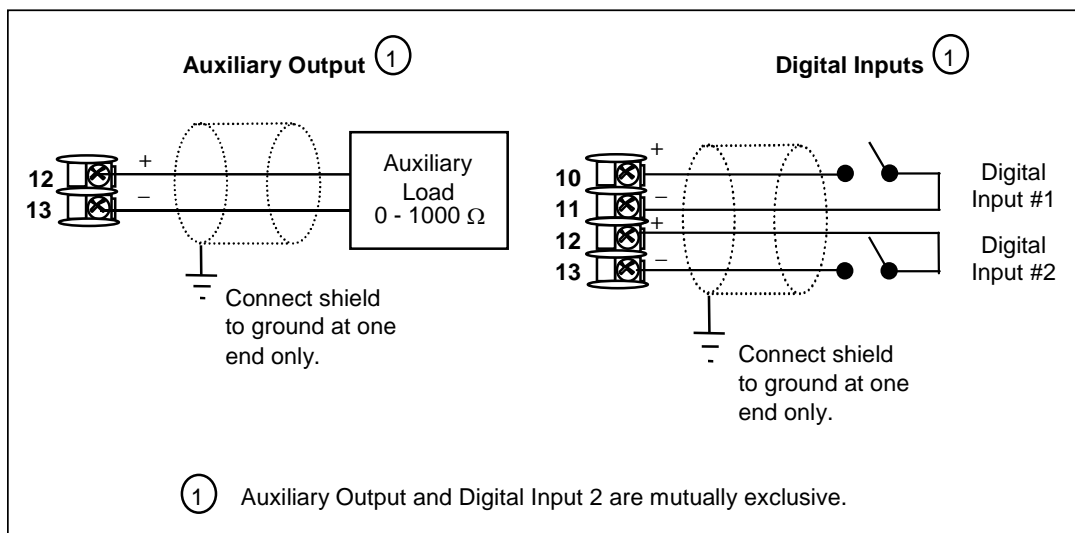 Auxiliary Output 1
12 +
13 –
Auxiliary
Load
0 - 1000 Ω
Connect shield
to ground at one
end only.
Digital Inputs 1
10 +
11 –
12 +
13 –
Digital
Input #1
Digital
Input #2
Connect shield
to ground at one
end only.
1 Auxiliary Output and Digital Input 2 are mutually exclusive.